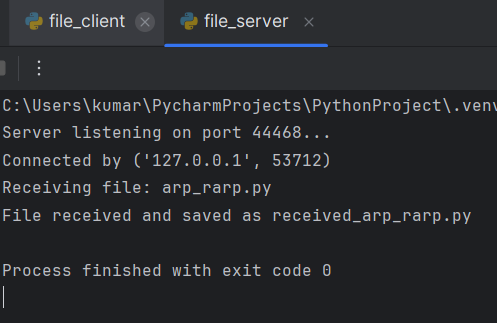 file_client
file_server
C:\Users\kumar\PycharmProjects\PythonProject\.venv
Server listening on port 44468...
Connected by ('127.0.0.1', 53712)
Receiving file: arp_rarp.py
File received and saved as received_arp_rarp.py
Process finished with exit code 0